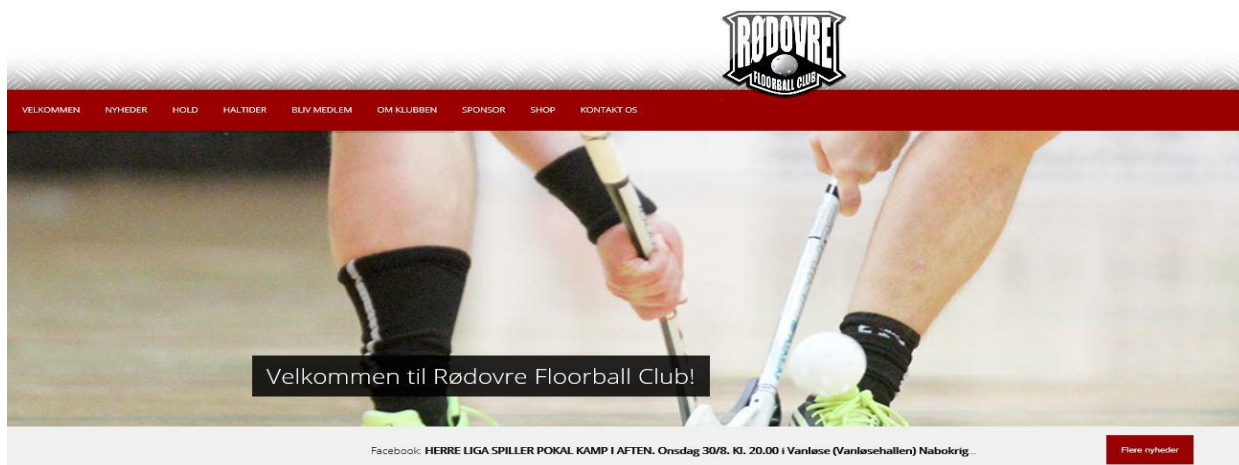 RØDOVRE
FLOORBALL CLUB
VELKOMMEN NYHEDER HOLD HALTIDER BLIV MEDLEM OM KLUBBEN SPONSOR SHOP KONTAKT OS
Velkommen til Rødovre Floorball Club!
Facebook: HERRE LIGA SPILLER POKAL KAMP I AFTEN. Onsdag 30/8. Kl. 20.00 i Vanløse (Vanløsehallen) Nabokrig... Flere nyheder